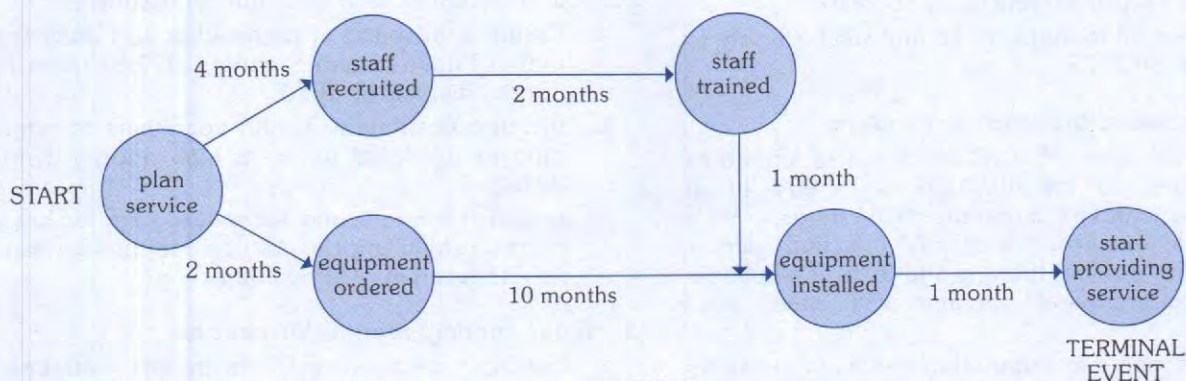 4 months
staff
recruited
2 months
staff
trained
START
plan
service
1 month
2 months
equipment
ordered
10 months
equipment
installed
1 month
start
providing
service
TERMINAL
EVENT